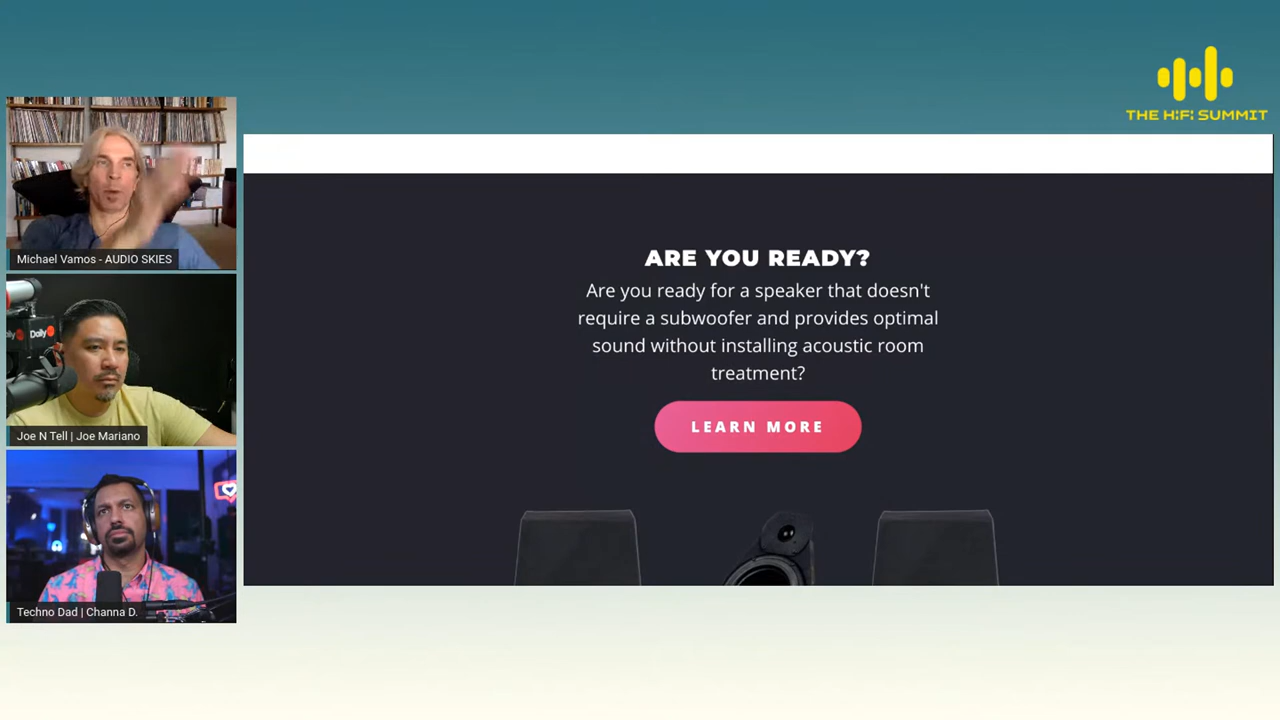 THE HIFI SUMMIT
Michael Vamos - AUDIO SKIES
Daily
Joe N Tell | Joe Mariano
Techno Dad | Channa D.
ARE YOU READY?
Are you ready for a speaker that doesn't
require a subwoofer and provides optimal
sound without installing acoustic room
treatment?
LEARN MORE